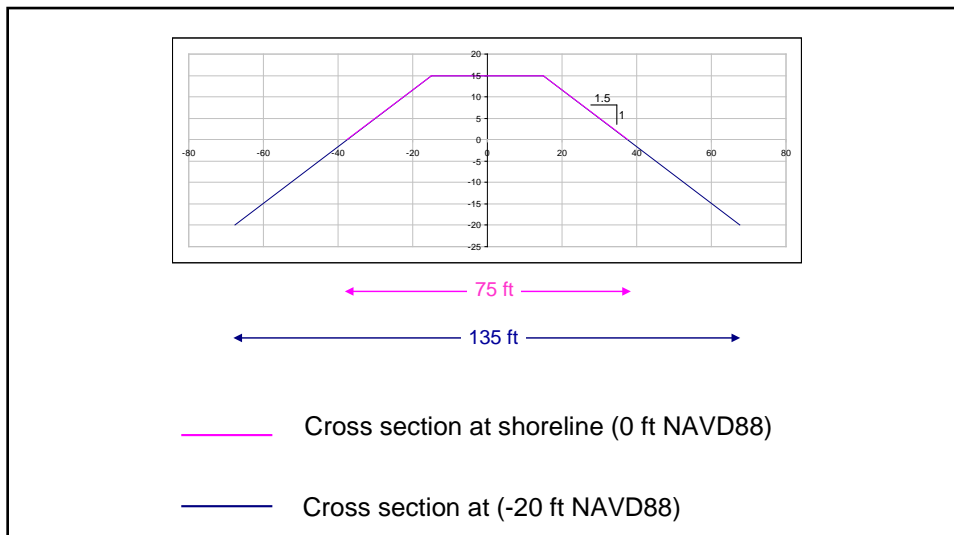 20
15
10
5
0
-80 -60 -40 -20 0 20 40 60 80
-5
-10
-15
-20
-25
1.5
1
75 ft
135 ft
Cross section at shoreline (0 ft NAVD88)
Cross section at (-20 ft NAVD88)